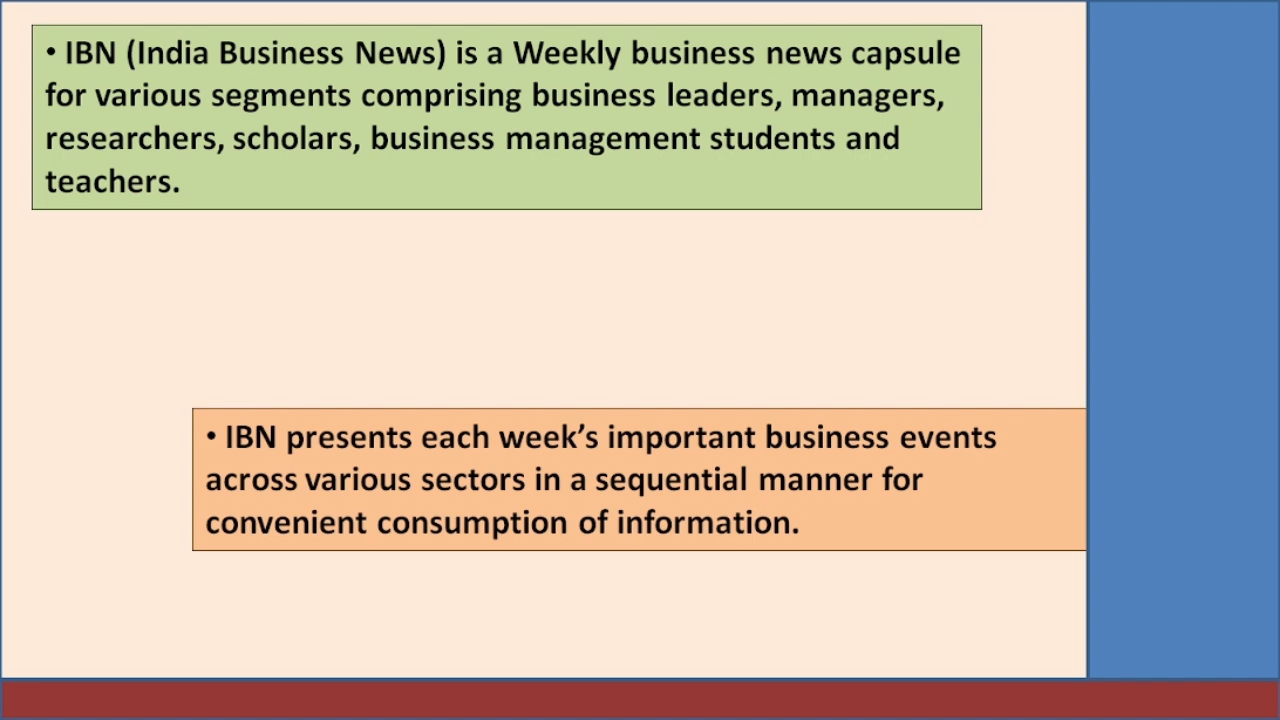 • IBN (India Business News) is a Weekly business news capsule
for various segments comprising business leaders, managers,
researchers, scholars, business management students and
teachers.
• IBN presents each week’s important business events
across various sectors in a sequential manner for
convenient consumption of information.